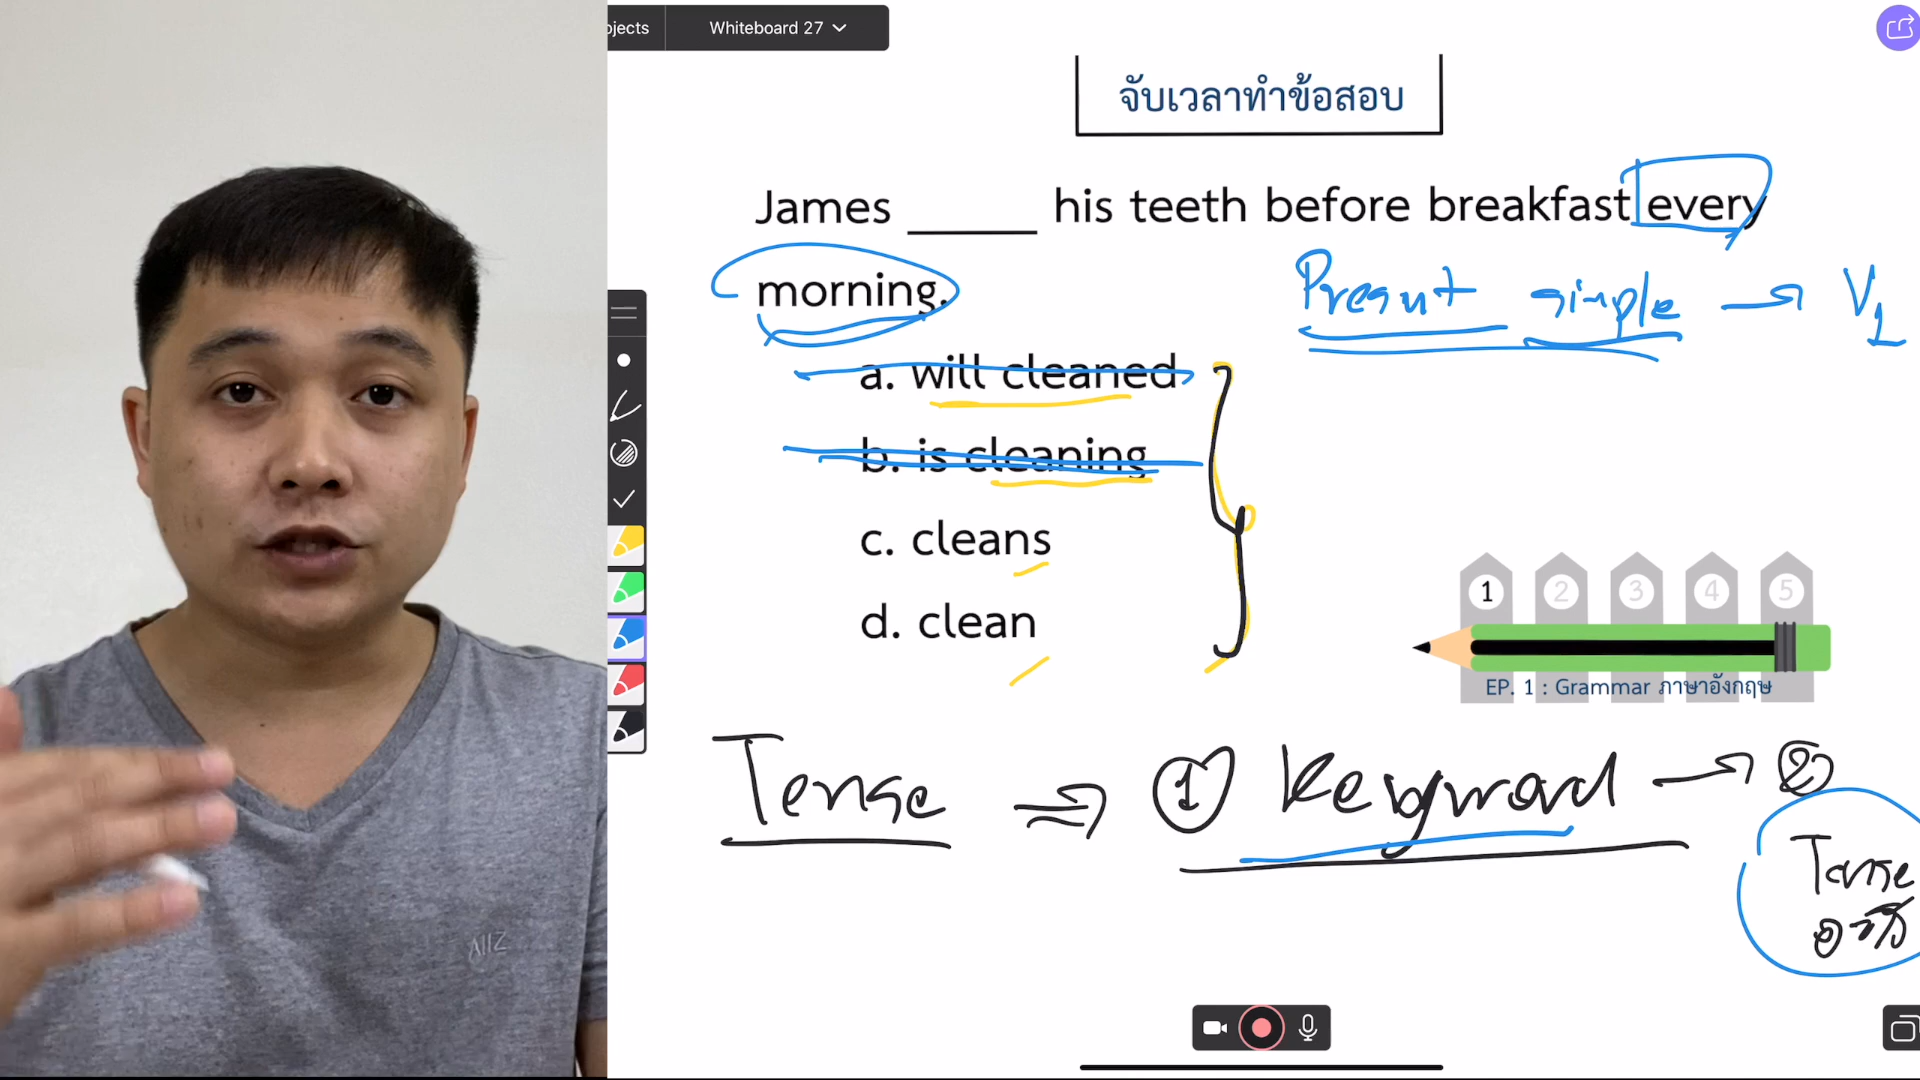 ojects
Whiteboard 27
จับเวลาทำข้อสอบ
James _____ his teeth before breakfast every
morning.
Present simple → V1
a. will cleaned
b. is cleaning
c. cleans
d. clean
1 2 3 4 5
EP. 1 : Grammar ภาษาอังกฤษ
Tense ⇒ ① Keyword → ②
Tense
AIIZ